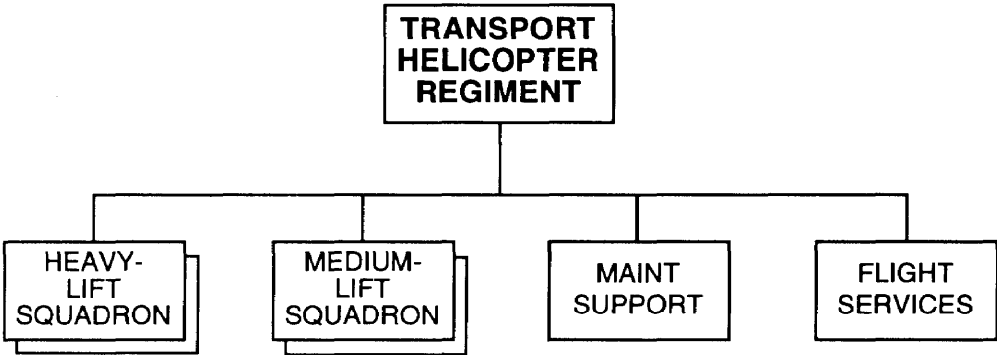 TRANSPORT
HELICOPTER
REGIMENT
HEAVY-
LIFT
SQUADRON
MEDIUM-
LIFT
SQUADRON
MAINT
SUPPORT
FLIGHT
SERVICES